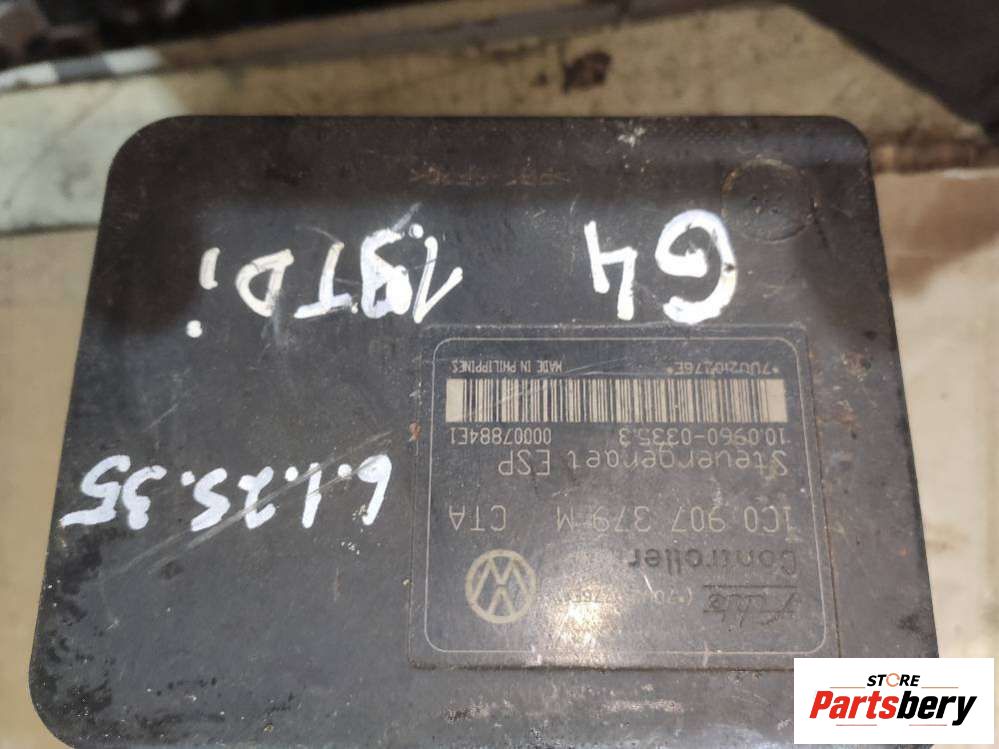 G4 1.9TDi
6.1.25.35
Controller
1C0 907 379 M CTA
Steuergeraet ESP
10.0960-0335.3 00007884E1
MADE IN PHILIPPINES
STORE
Partsbery